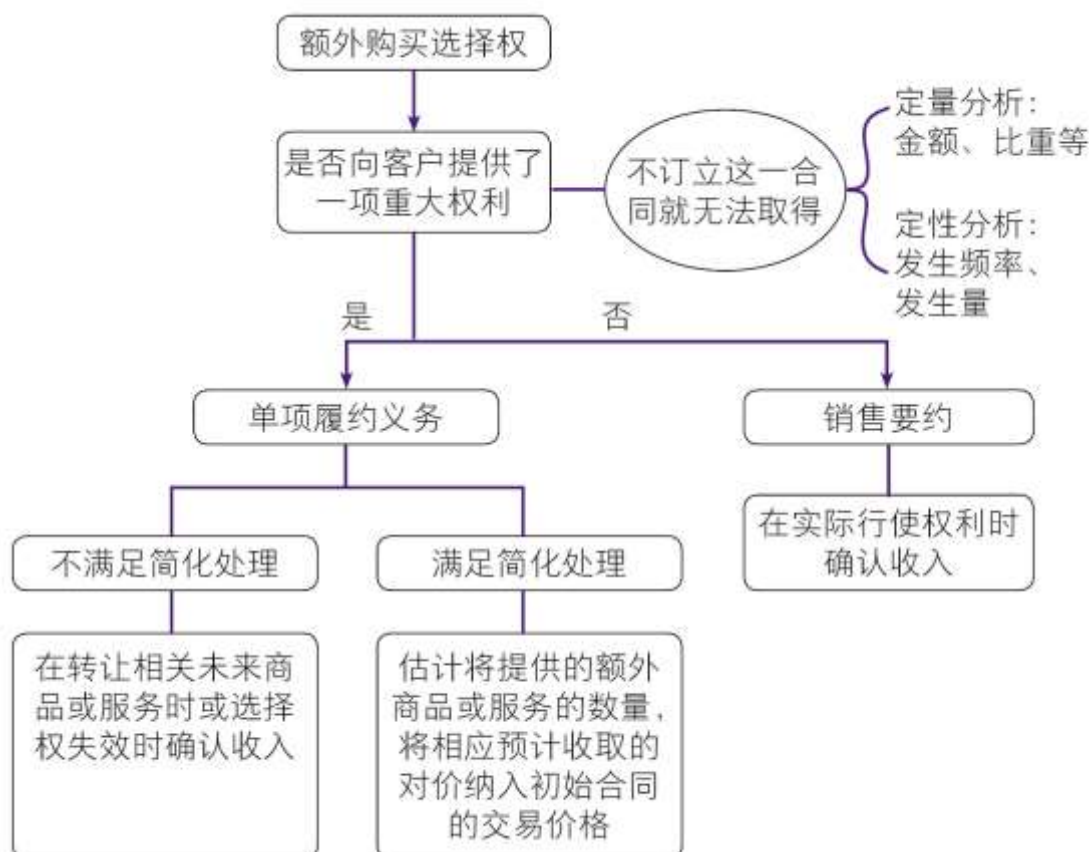 额外购买选择权
是否向客户提供了
一项重大权利
不订立这一合
同就无法取得
定量分析：
金额、比重等
定性分析：
发生频率、
发生量
是
否
单项履约义务
销售要约
不满足简化处理
满足简化处理
在实际行使权利时
确认收入
在转让相关未来商
品或服务时或选择
权失效时确认收入
估计将提供的额外
商品或服务的数量，
将相应预计收取的
对价纳入初始合同
的交易价格